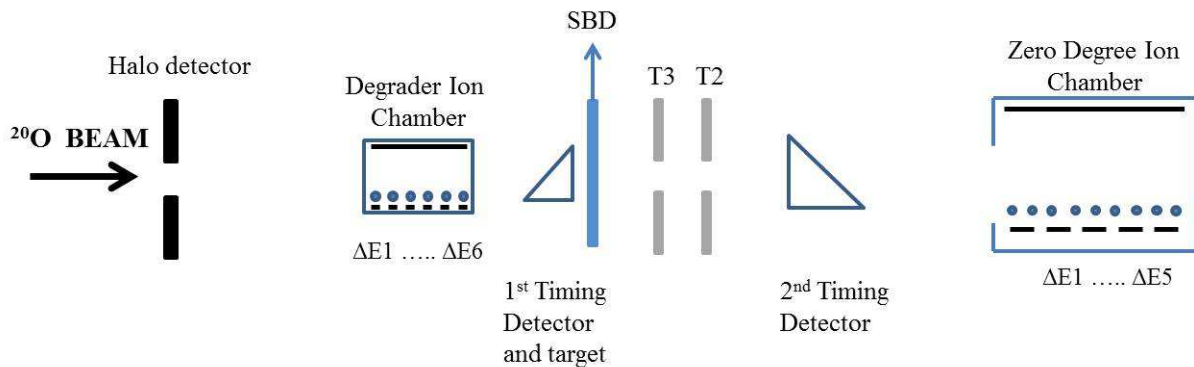 SBD
Halo detector
T3 T2
Zero Degree Ion
Chamber
Degrader Ion
Chamber
²⁰O BEAM
ΔE1 ..... ΔE6
ΔE1 ..... ΔE5
1ˢᵗ Timing
Detector
and target
2ⁿᵈ Timing
Detector